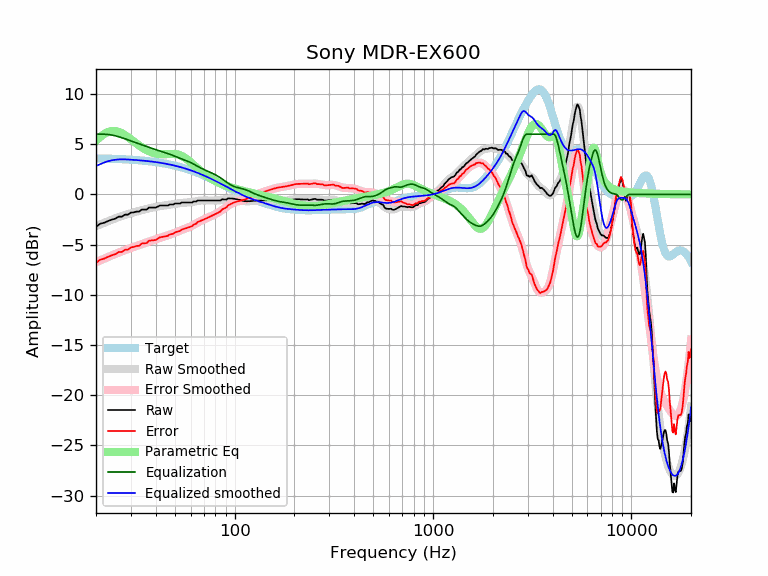 Sony MDR-EX600
Amplitude (dBr)
10
5
0
−5
−10
−15
−20
−25
−30
Target
Raw Smoothed
Error Smoothed
Raw
Error
Parametric Eq
Equalization
Equalized smoothed
100
1000
10000
Frequency (Hz)